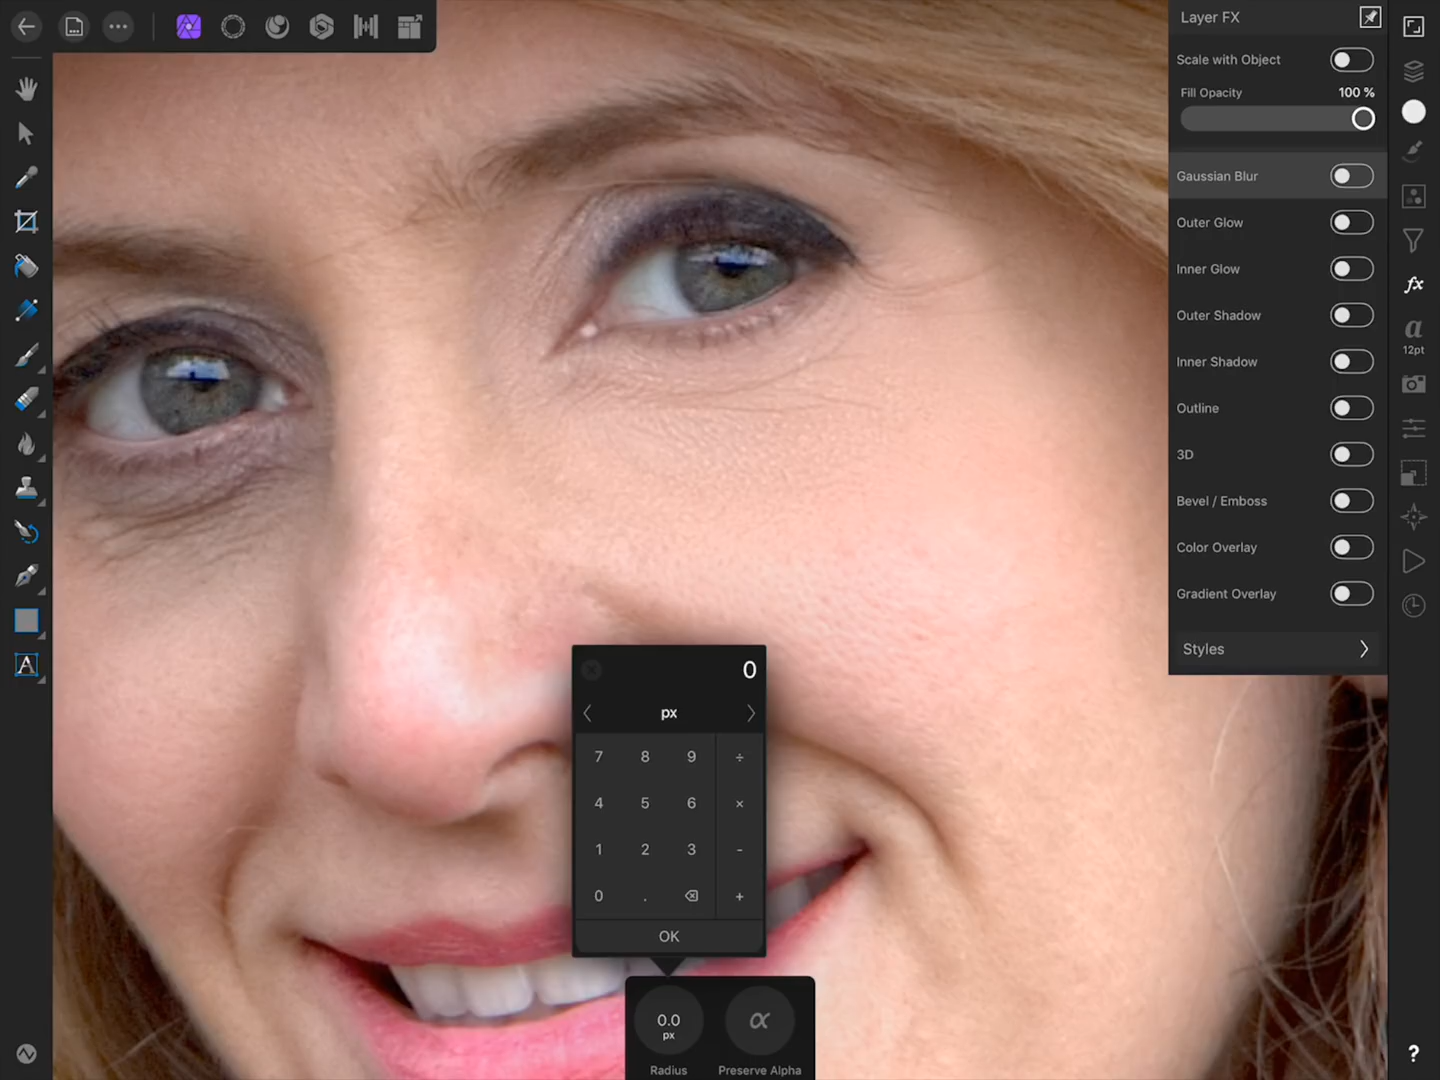 Layer FX
Scale with Object
Fill Opacity 100 %
Gaussian Blur
Outer Glow
Inner Glow
Outer Shadow
Inner Shadow
Outline
3D
Bevel / Emboss
Color Overlay
Gradient Overlay
Styles
fx
a
12pt
?
A
0
px
7 8 9 ÷
4 5 6 ×
1 2 3 -
0 . +
OK
0.0
px
α
Radius
Preserve Alpha